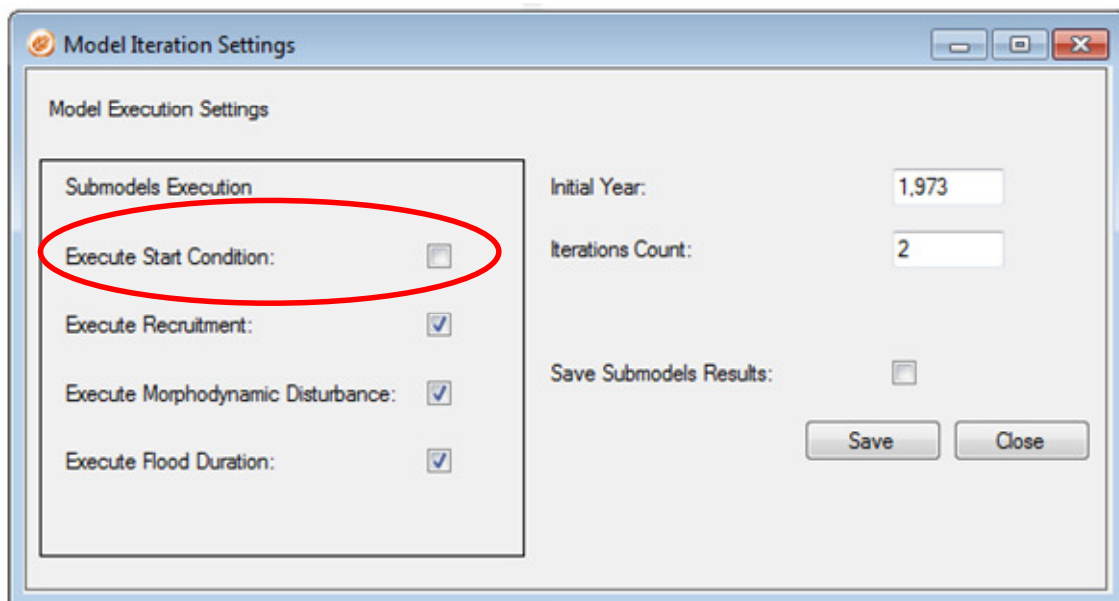 Model Iteration Settings
Model Execution Settings
Submodels Execution
Execute Start Condition:
Execute Recruitment:
Execute Morphodynamic Disturbance:
Execute Flood Duration:
Initial Year: 1,973
Iterations Count: 2
Save Submodels Results:
Save Close